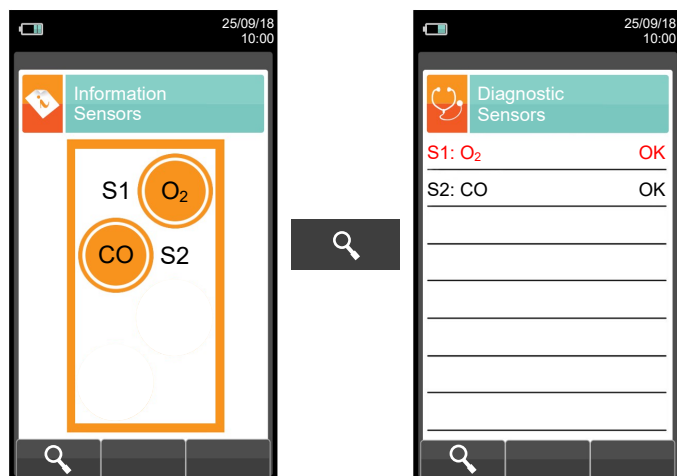 25/09/18
10:00
Information
Sensors
S1 O₂
CO S2
25/09/18
10:00
Diagnostic
Sensors
S1: O₂ OK
S2: CO OK